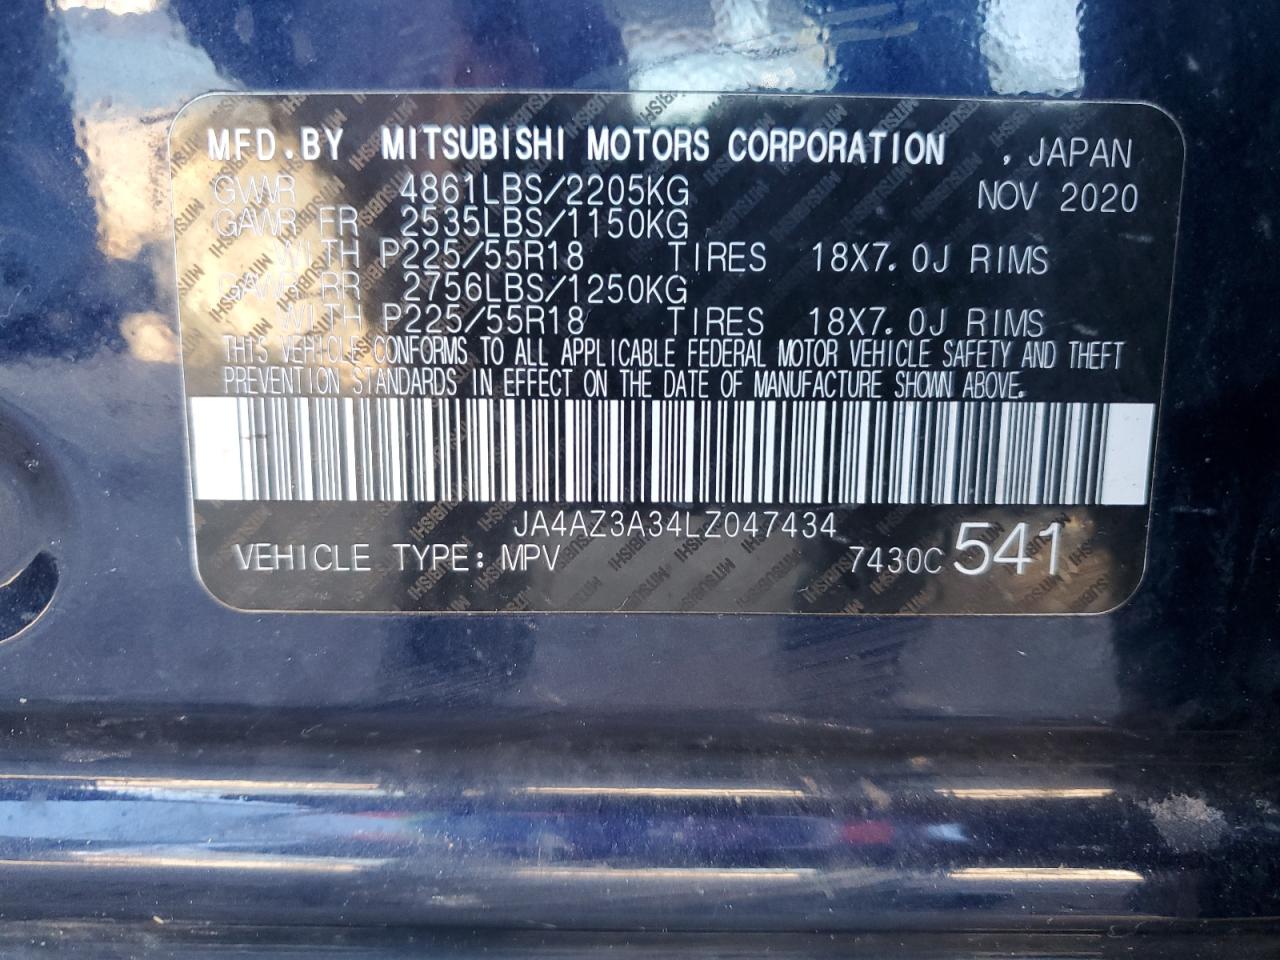 MFD.BY MITSUBISHI MOTORS CORPORATION , JAPAN
GVWR 4861LBS/2205KG NOV 2020
GAWR FR 2535LBS/1150KG
WITH P225/55R18 TIRES 18X7.0J RIMS
GAWR RR 2756LBS/1250KG
WITH P225/55R18 TIRES 18X7.0J RIMS
THIS VEHICLE CONFORMS TO ALL APPLICABLE FEDERAL MOTOR VEHICLE SAFETY AND THEFT
PREVENTION STANDARDS IN EFFECT ON THE DATE OF MANUFACTURE SHOWN ABOVE.
JA4AZ3A34LZ047434
VEHICLE TYPE: MPV 7430C 541